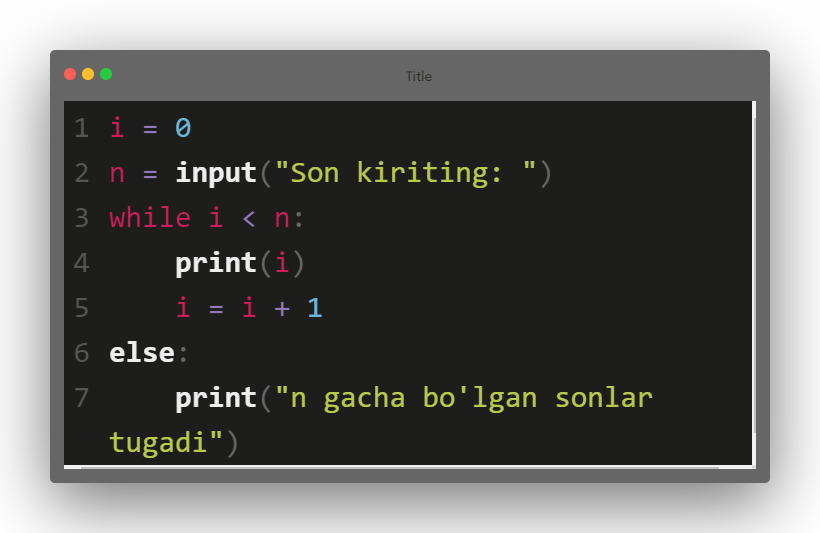 Title
1 i = 0
2 n = input("Son kiriting: ")
3 while i < n:
4     print(i)
5     i = i + 1
6 else:
7     print("n gacha bo'lgan sonlar
tugadi")